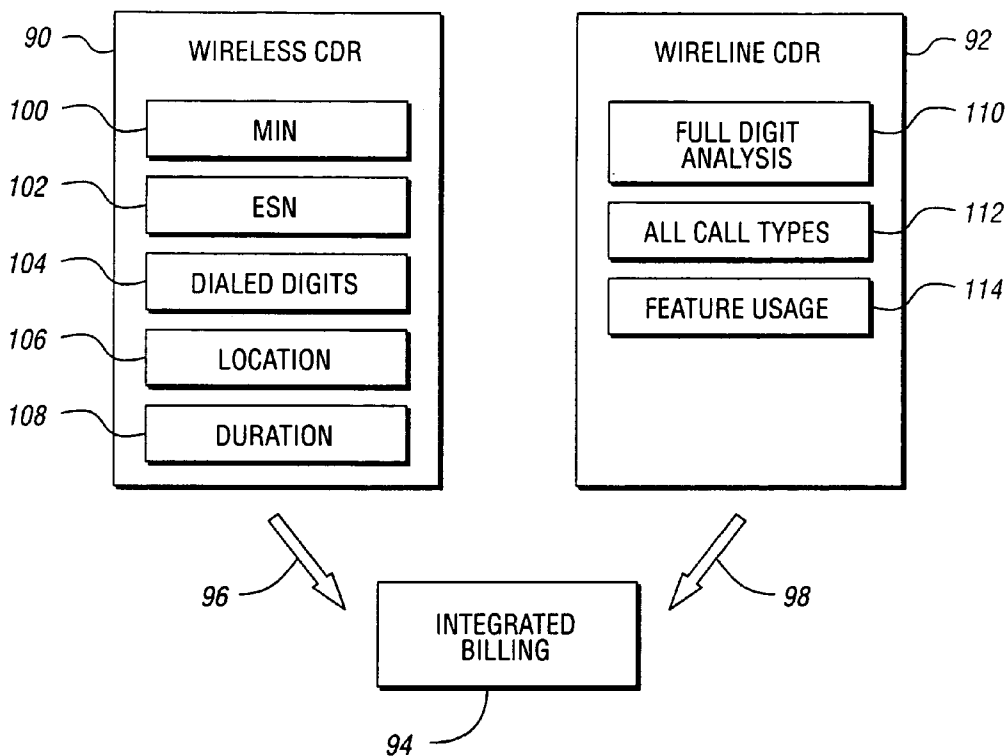 90
WIRELESS CDR
100
MIN
102
ESN
104
DIALED DIGITS
106
LOCATION
108
DURATION
92
WIRELINE CDR
110
FULL DIGIT
ANALYSIS
112
ALL CALL TYPES
114
FEATURE USAGE
96
98
INTEGRATED
BILLING
94